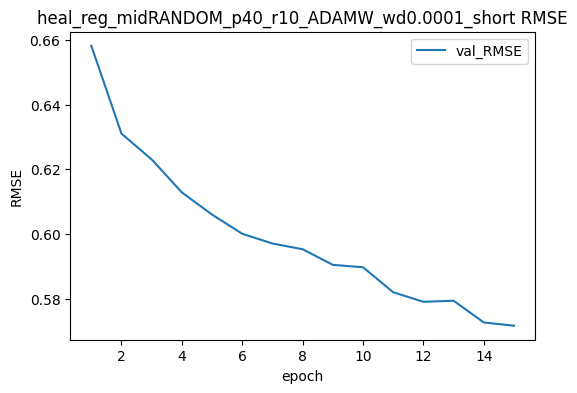 heal_reg_midRANDOM_p40_r10_ADAMW_wd0.0001_short RMSE
val_RMSE
RMSE
0.66
0.64
0.62
0.60
0.58
2 4 6 8 10 12 14
epoch